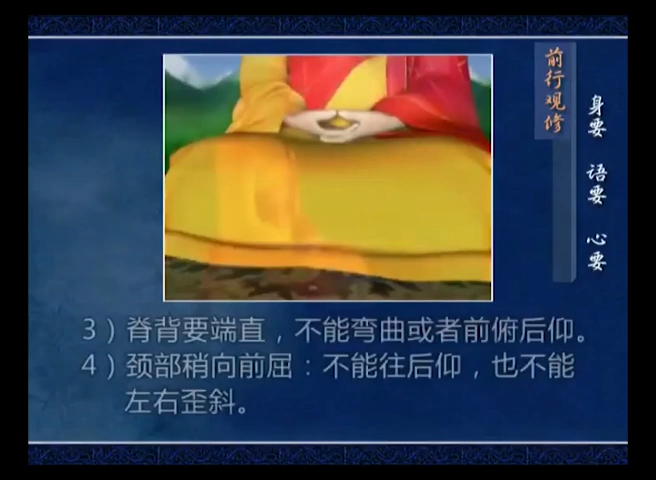 前行观修
身要 语要 心要
3）脊背要端直，不能弯曲或者前俯后仰。
4）颈部稍向前屈：不能往后仰，也不能
左右歪斜。